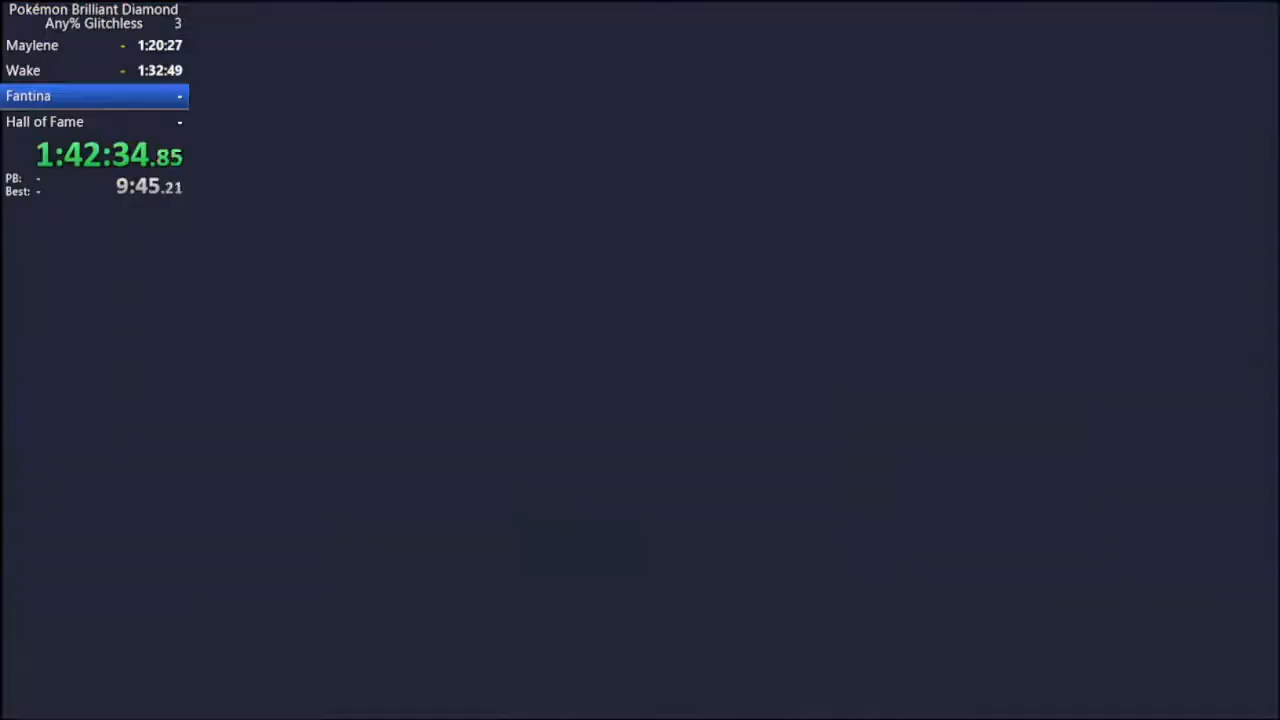 Pokémon Brilliant Diamond
Any% Glitchless 3
Maylene - 1:20:27
Wake - 1:32:49
Fantina -
Hall of Fame -
1:42:34.85
PB: -
Best: - 9:45.21